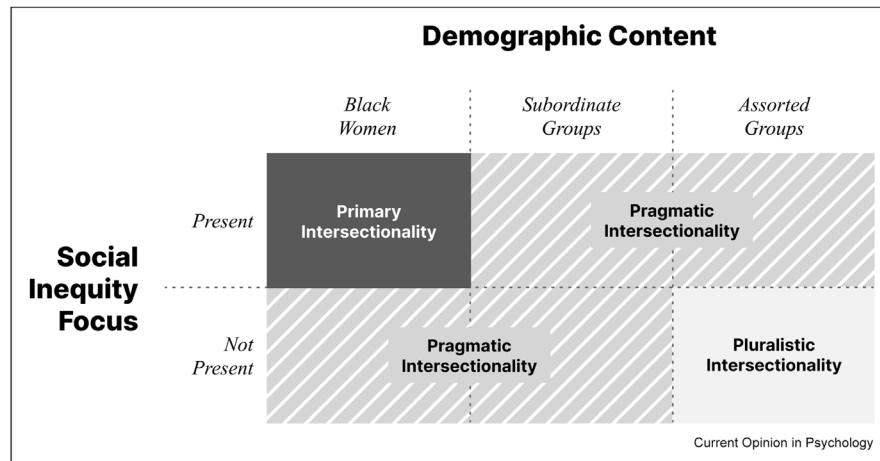 Demographic Content
Black
Women
Subordinate
Groups
Assorted
Groups
Social
Inequity
Focus
Present
Primary
Intersectionality
Pragmatic
Intersectionality
Not
Present
Pragmatic
Intersectionality
Pluralistic
Intersectionality
Current Opinion in Psychology